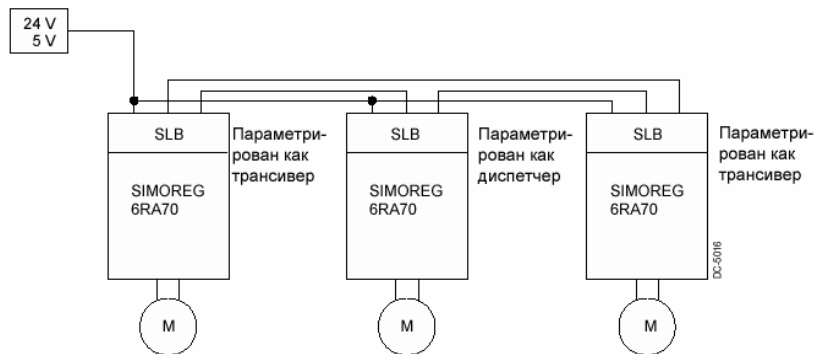 24 V
5 V
SLB
Параметри-
рован как
трансивер
SIMOREG
6RA70
M
SLB
Параметри-
рован как
диспетчер
SIMOREG
6RA70
M
SLB
Параметри-
рован как
трансивер
SIMOREG
6RA70
M
DC-5016